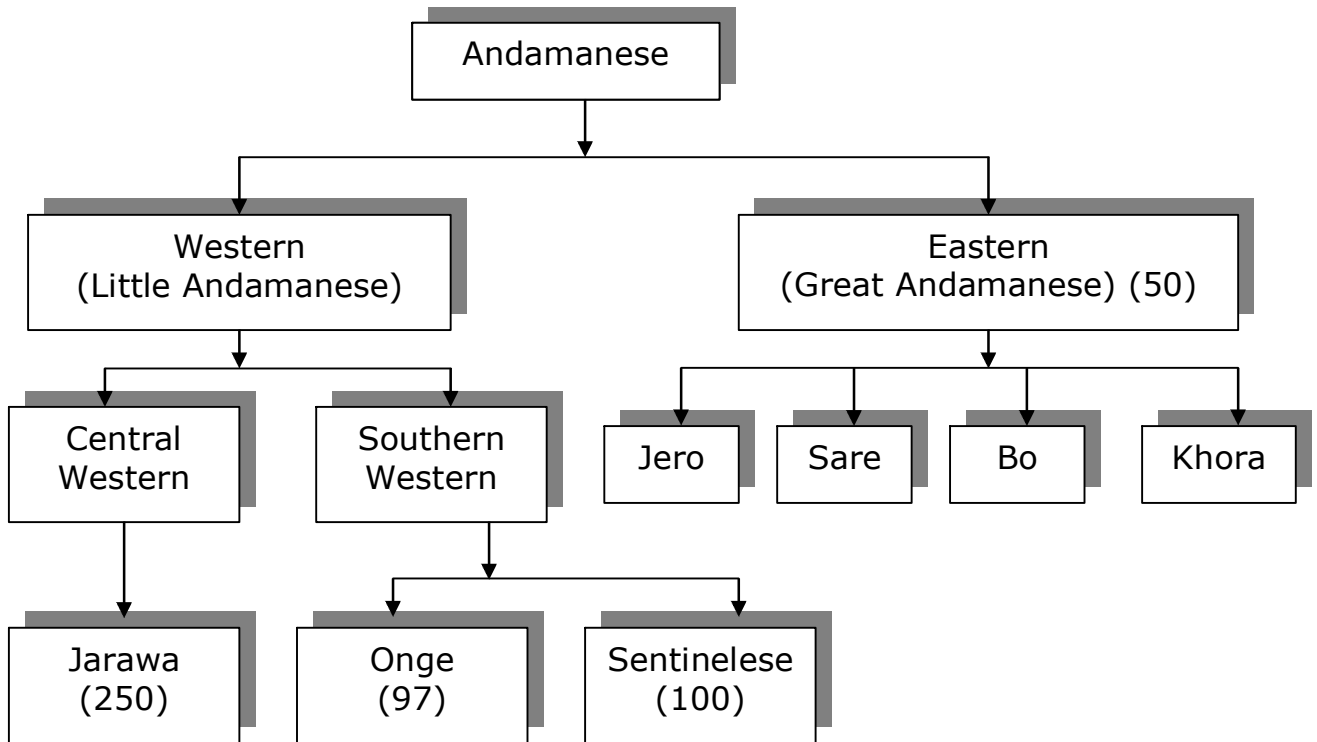 Andamanese
Western
(Little Andamanese)
Eastern
(Great Andamanese) (50)
Central
Western
Southern
Western
Jero
Sare
Bo
Khora
Jarawa
(250)
Onge
(97)
Sentinelese
(100)